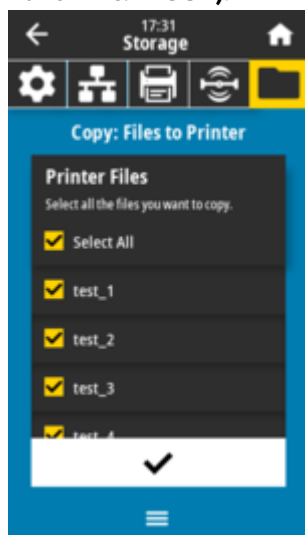 17:31
Storage
Copy: Files to Printer
Printer Files
Select all the files you want to copy.
Select All
test_1
test_2
test_3
test_4